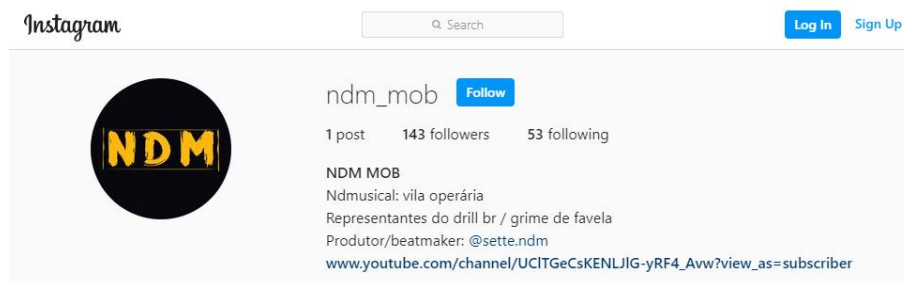 Instagram
Search
Log In Sign Up
NDM
ndm_mob Follow
1 post 143 followers 53 following
NDM MOB
Ndmusical: vila operária
Representantes do drill br / grime de favela
Produtor/beatmaker: @sette.ndm
www.youtube.com/channel/UClTGeCsKENLJlG-yRF4_Avw?view_as=subscriber